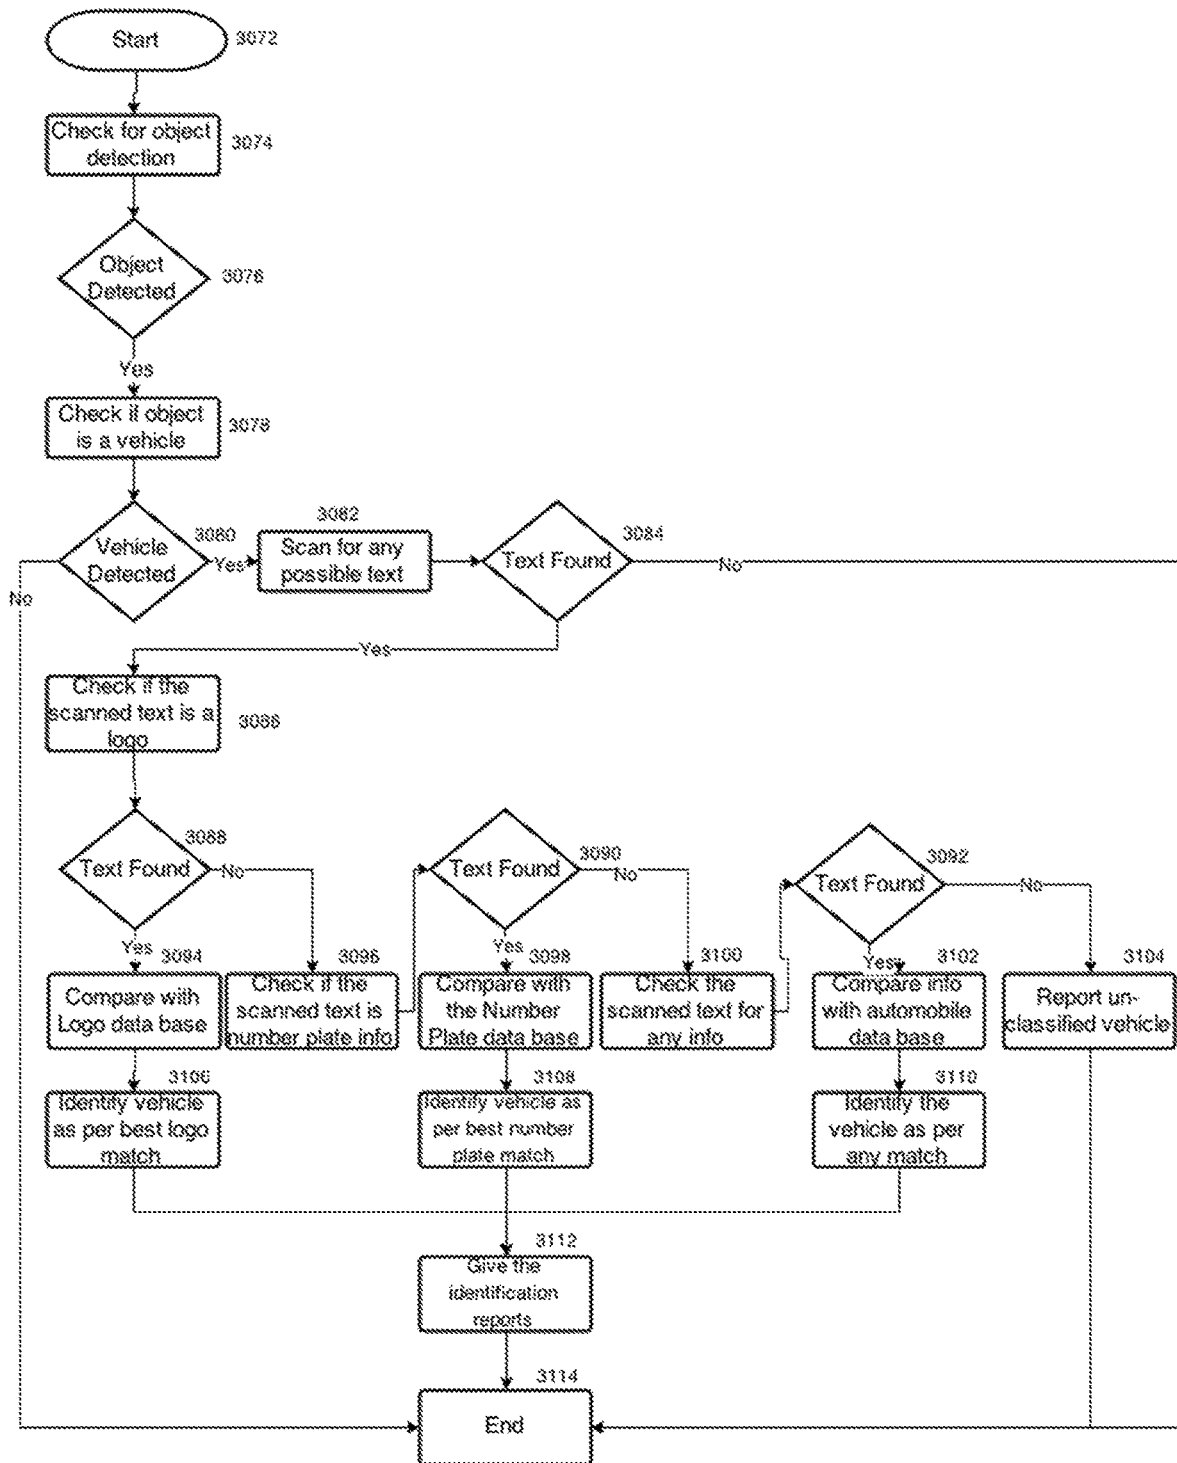 Start
3072
Check for object
detection
3074
Object
Detected
3076
Yes
Check if object
is a vehicle
3078
Vehicle
Detected
3080
Yes
No
3082
Scan for any
possible text
Text Found
3084
No
Yes
Check if the
scanned text is a
logo
3086
Text Found
3088
No
Yes
Text Found
3090
No
Yes
Text Found
3092
No
Yes
3094
Compare with
Logo data base
3096
Check if the
scanned text is
number plate info
3098
Compare with
the Number
Plate data base
3100
Check the
scanned text for
any info
3102
Compare info
with automobile
data base
3104
Report un-
classified vehicle
3106
Identify vehicle
as per best logo
match
3108
Identify vehicle as
per best number
plate match
3110
Identify the
vehicle as per
any match
3112
Give the
identification
reports
3114
End